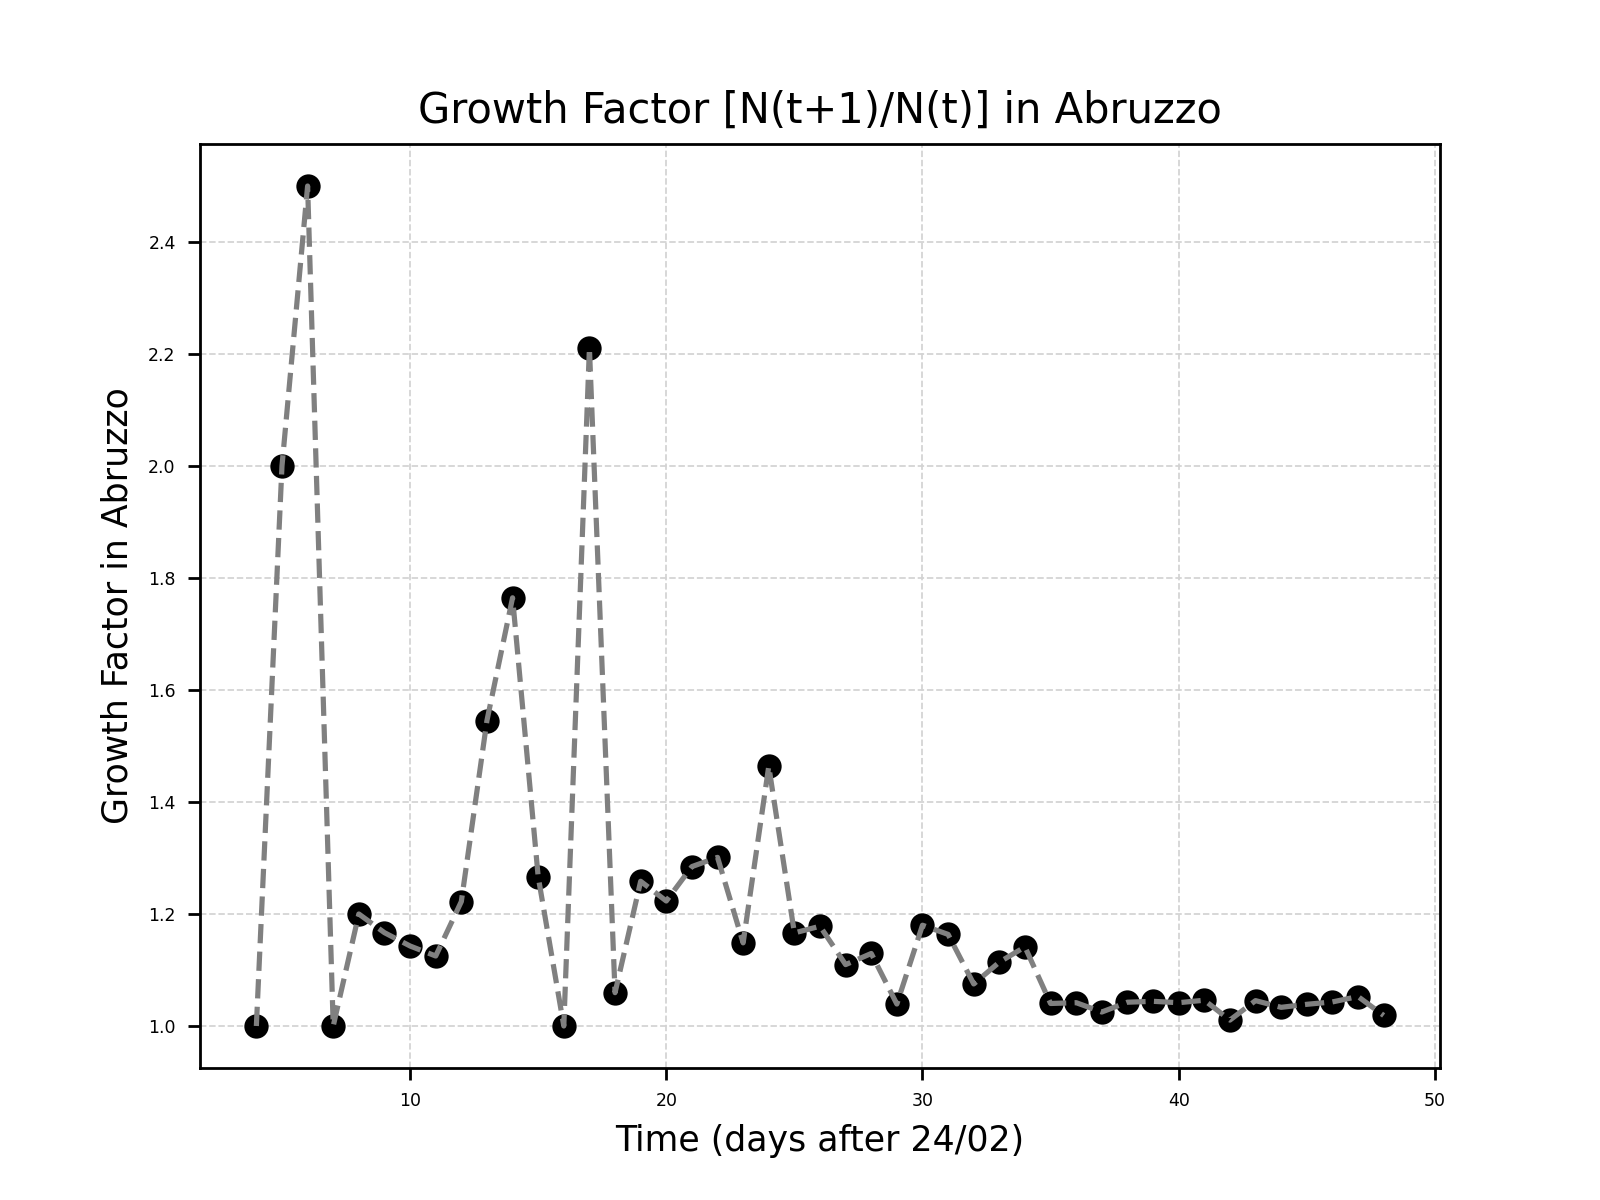 Growth Factor [N(t+1)/N(t)] in Abruzzo
Growth Factor in Abruzzo
2.4
2.2
2.0
1.8
1.6
1.4
1.2
1.0
10 20 30 40 50
Time (days after 24/02)